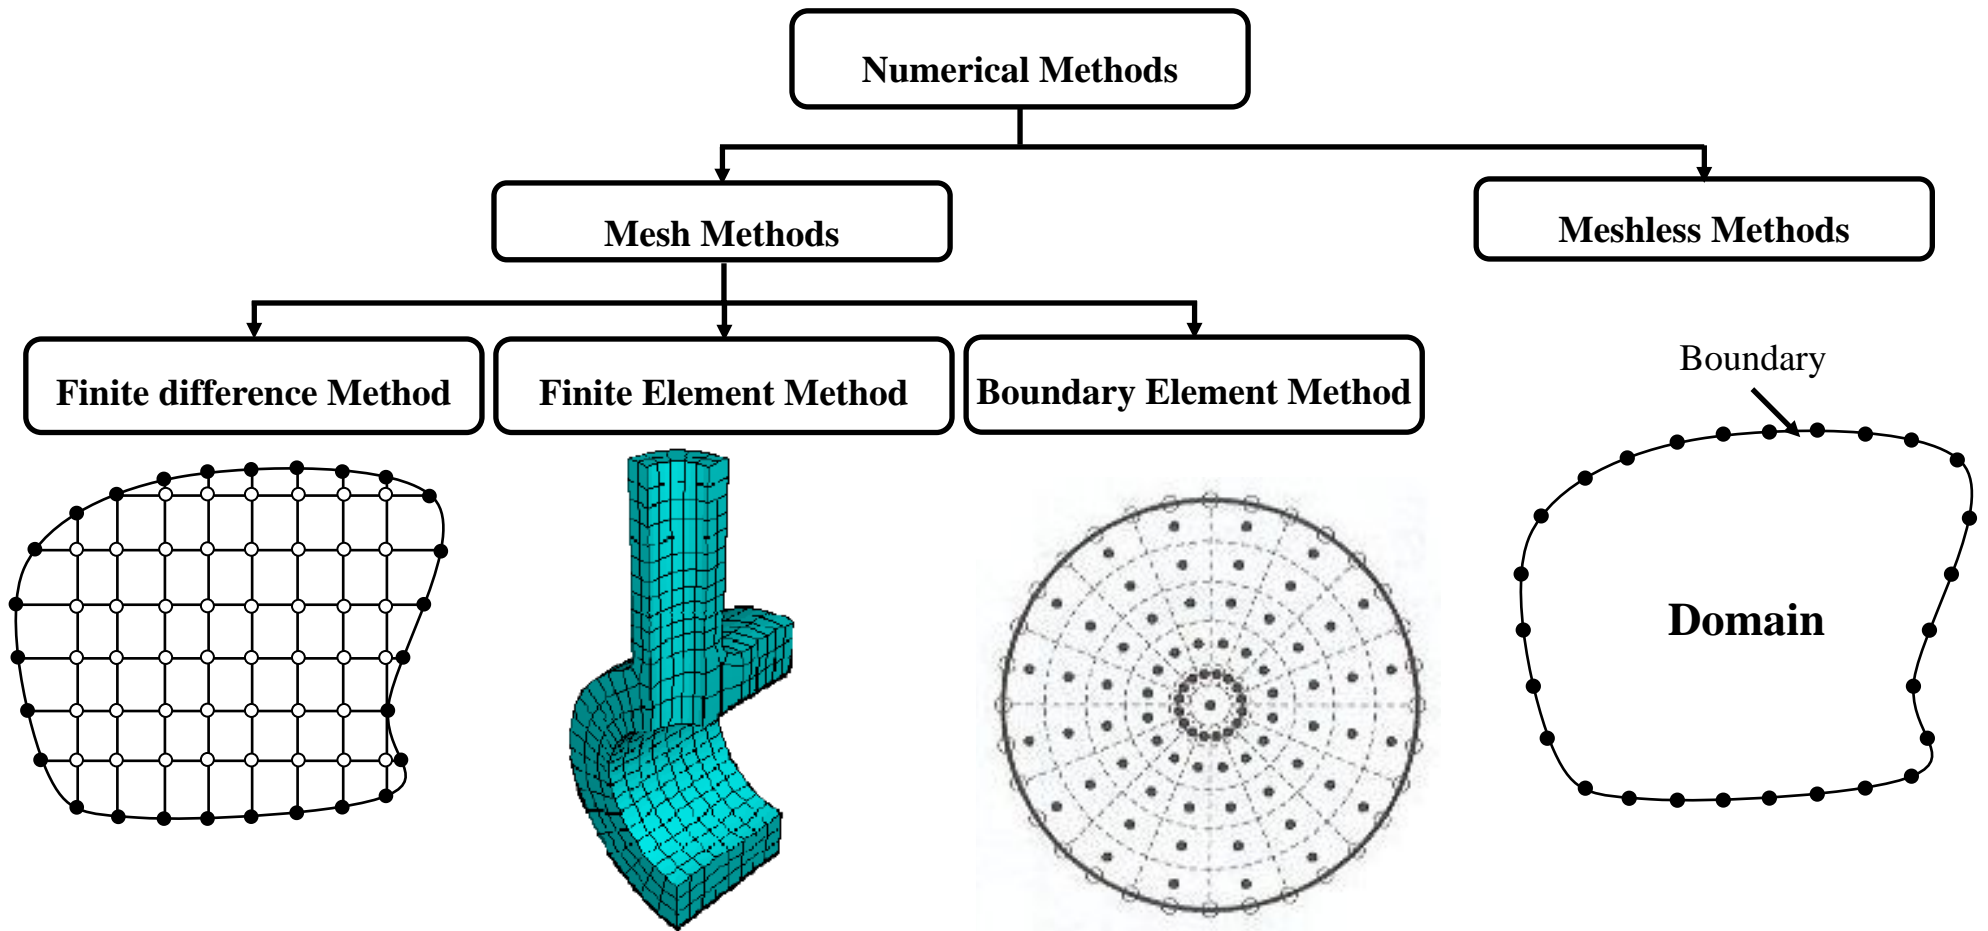 Numerical Methods
Mesh Methods
Meshless Methods
Finite difference Method
Finite Element Method
Boundary Element Method
Boundary
Domain